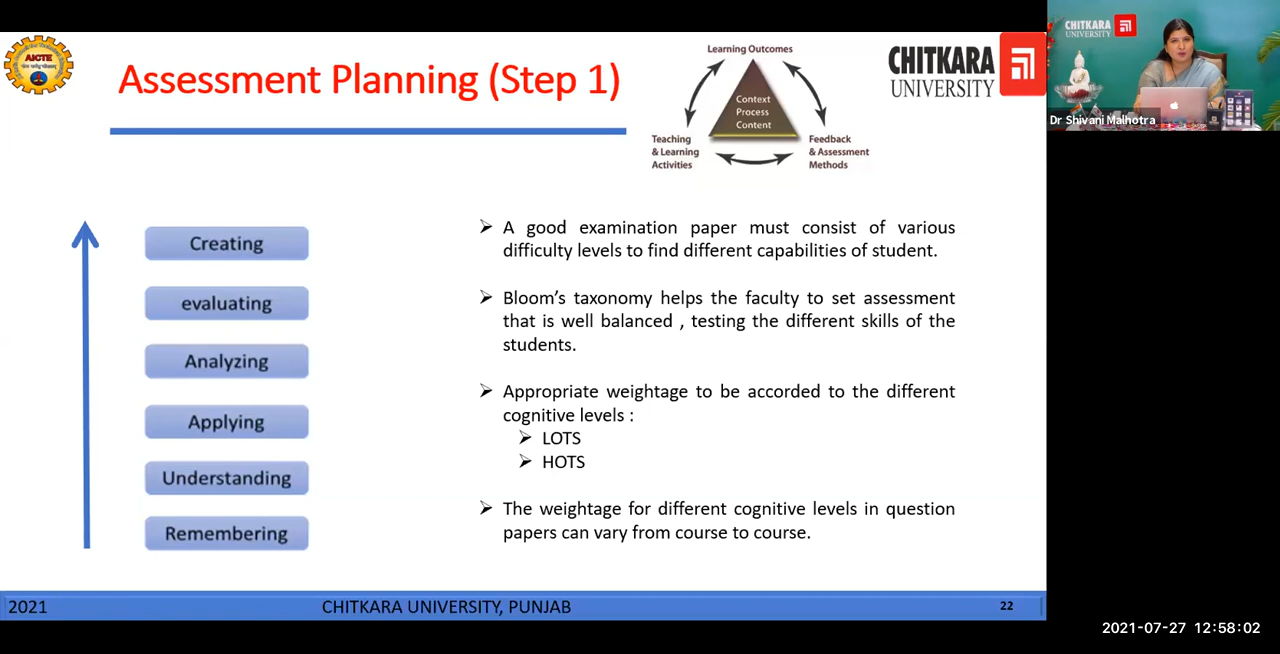 AICTE
Assessment Planning (Step 1)
Learning Outcomes
Context
Process
Content
Teaching
& Learning
Activities
Feedback
& Assessment
Methods
CHITKARA
UNIVERSITY
CHITKARA
UNIVERSITY
Dr Shivani Malhotra
Creating
evaluating
Analyzing
Applying
Understanding
Remembering
A good examination paper must consist of various
difficulty levels to find different capabilities of student.
Bloom’s taxonomy helps the faculty to set assessment
that is well balanced , testing the different skills of the
students.
Appropriate weightage to be accorded to the different
cognitive levels :
LOTS
HOTS
The weightage for different cognitive levels in question
papers can vary from course to course.
2021
CHITKARA UNIVERSITY, PUNJAB
22
2021-07-27 12:58:02